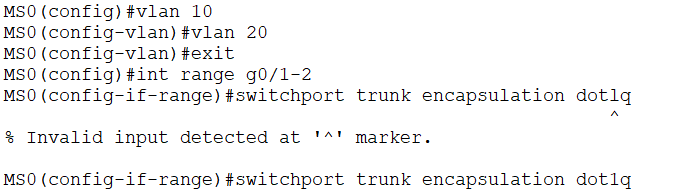 MS0(config)#vlan 10
MS0(config-vlan)#vlan 20
MS0(config-vlan)#exit
MS0(config)#int range g0/1-2
MS0(config-if-range)#switchport trunk encapsulation dotlq
^
% Invalid input detected at '^' marker.
MS0(config-if-range)#switchport trunk encapsulation dot1q